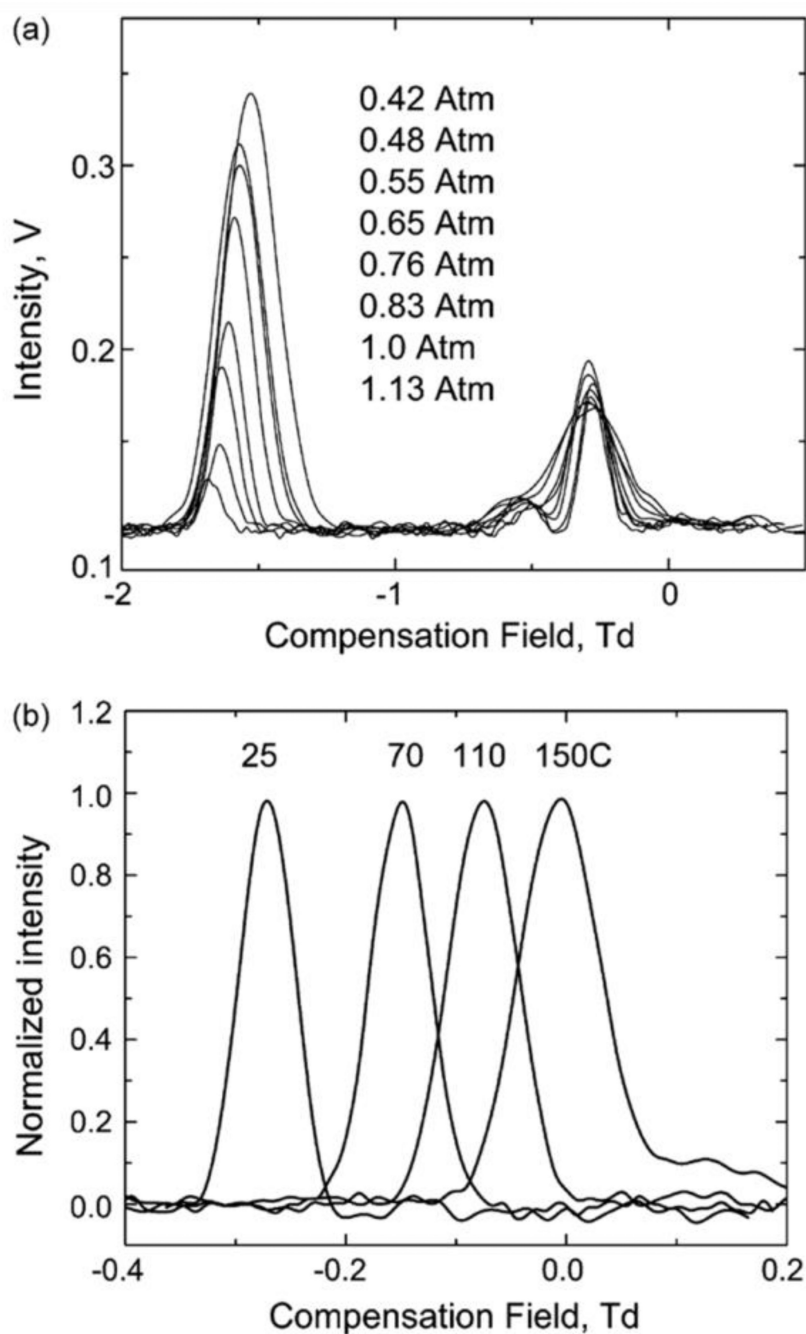 (a)
0.42 Atm
0.48 Atm
0.55 Atm
0.65 Atm
0.76 Atm
0.83 Atm
1.0 Atm
1.13 Atm
Intensity, V
0.3
0.2
0.1
-2
-1
0
Compensation Field, Td
(b)
1.2
1.0
0.8
0.6
0.4
0.2
0.0
Normalized intensity
25
70
110
150C
-0.4
-0.2
0.0
0.2
Compensation Field, Td